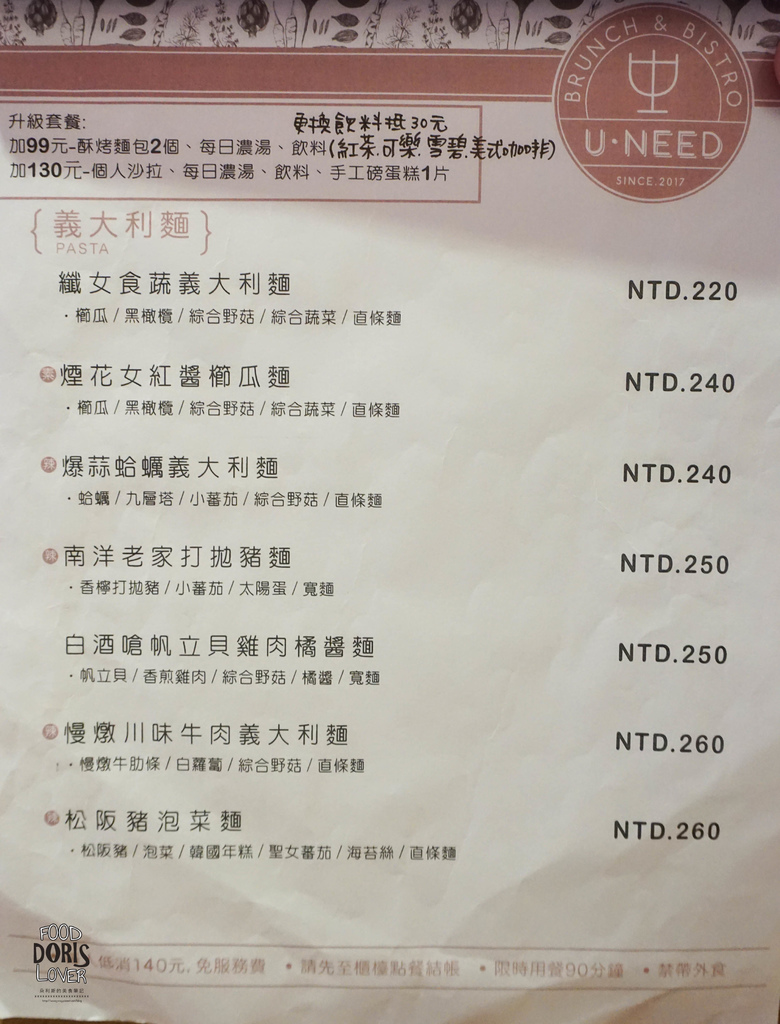 BRUNCH & BISTRO
U·NEED
SINCE.2017
升級套餐:
更換飲料抵30元
加99元-酥烤麵包2個、每日濃湯、飲料(紅茶.可樂.雪碧.美式咖啡)
加130元-個人沙拉、每日濃湯、飲料、手工磅蛋糕1片
{義大利麵}
PASTA
纖女食蔬義大利麵 NTD.220
·櫛瓜/黑橄欖/綜合野菇/綜合蔬菜/直條麵
素 煙花女紅醬櫛瓜麵 NTD.240
·櫛瓜/黑橄欖/綜合野菇/綜合蔬菜/直條麵
辣 爆蒜蛤蠣義大利麵 NTD.240
·蛤蠣/九層塔/小蕃茄/綜合野菇/直條麵
辣 南洋老家打拋豬麵 NTD.250
·香檸打拋豬/小蕃茄/太陽蛋/寬麵
白酒嗆帆立貝雞肉橘醬麵 NTD.250
·帆立貝/香煎雞肉/綜合野菇/橘醬/寬麵
辣 慢燉川味牛肉義大利麵 NTD.260
·慢燉牛肋條/白蘿蔔/綜合野菇/直條麵
辣 松阪豬泡菜麵 NTD.260
·松阪豬/泡菜/韓國年糕/聖女蕃茄/海苔絲/直條麵
低消140元,免服務費 •請先至櫃檯點餐結帳 •限時用餐90分鐘 •禁帶外食
FOOD
DORIS
LOVER